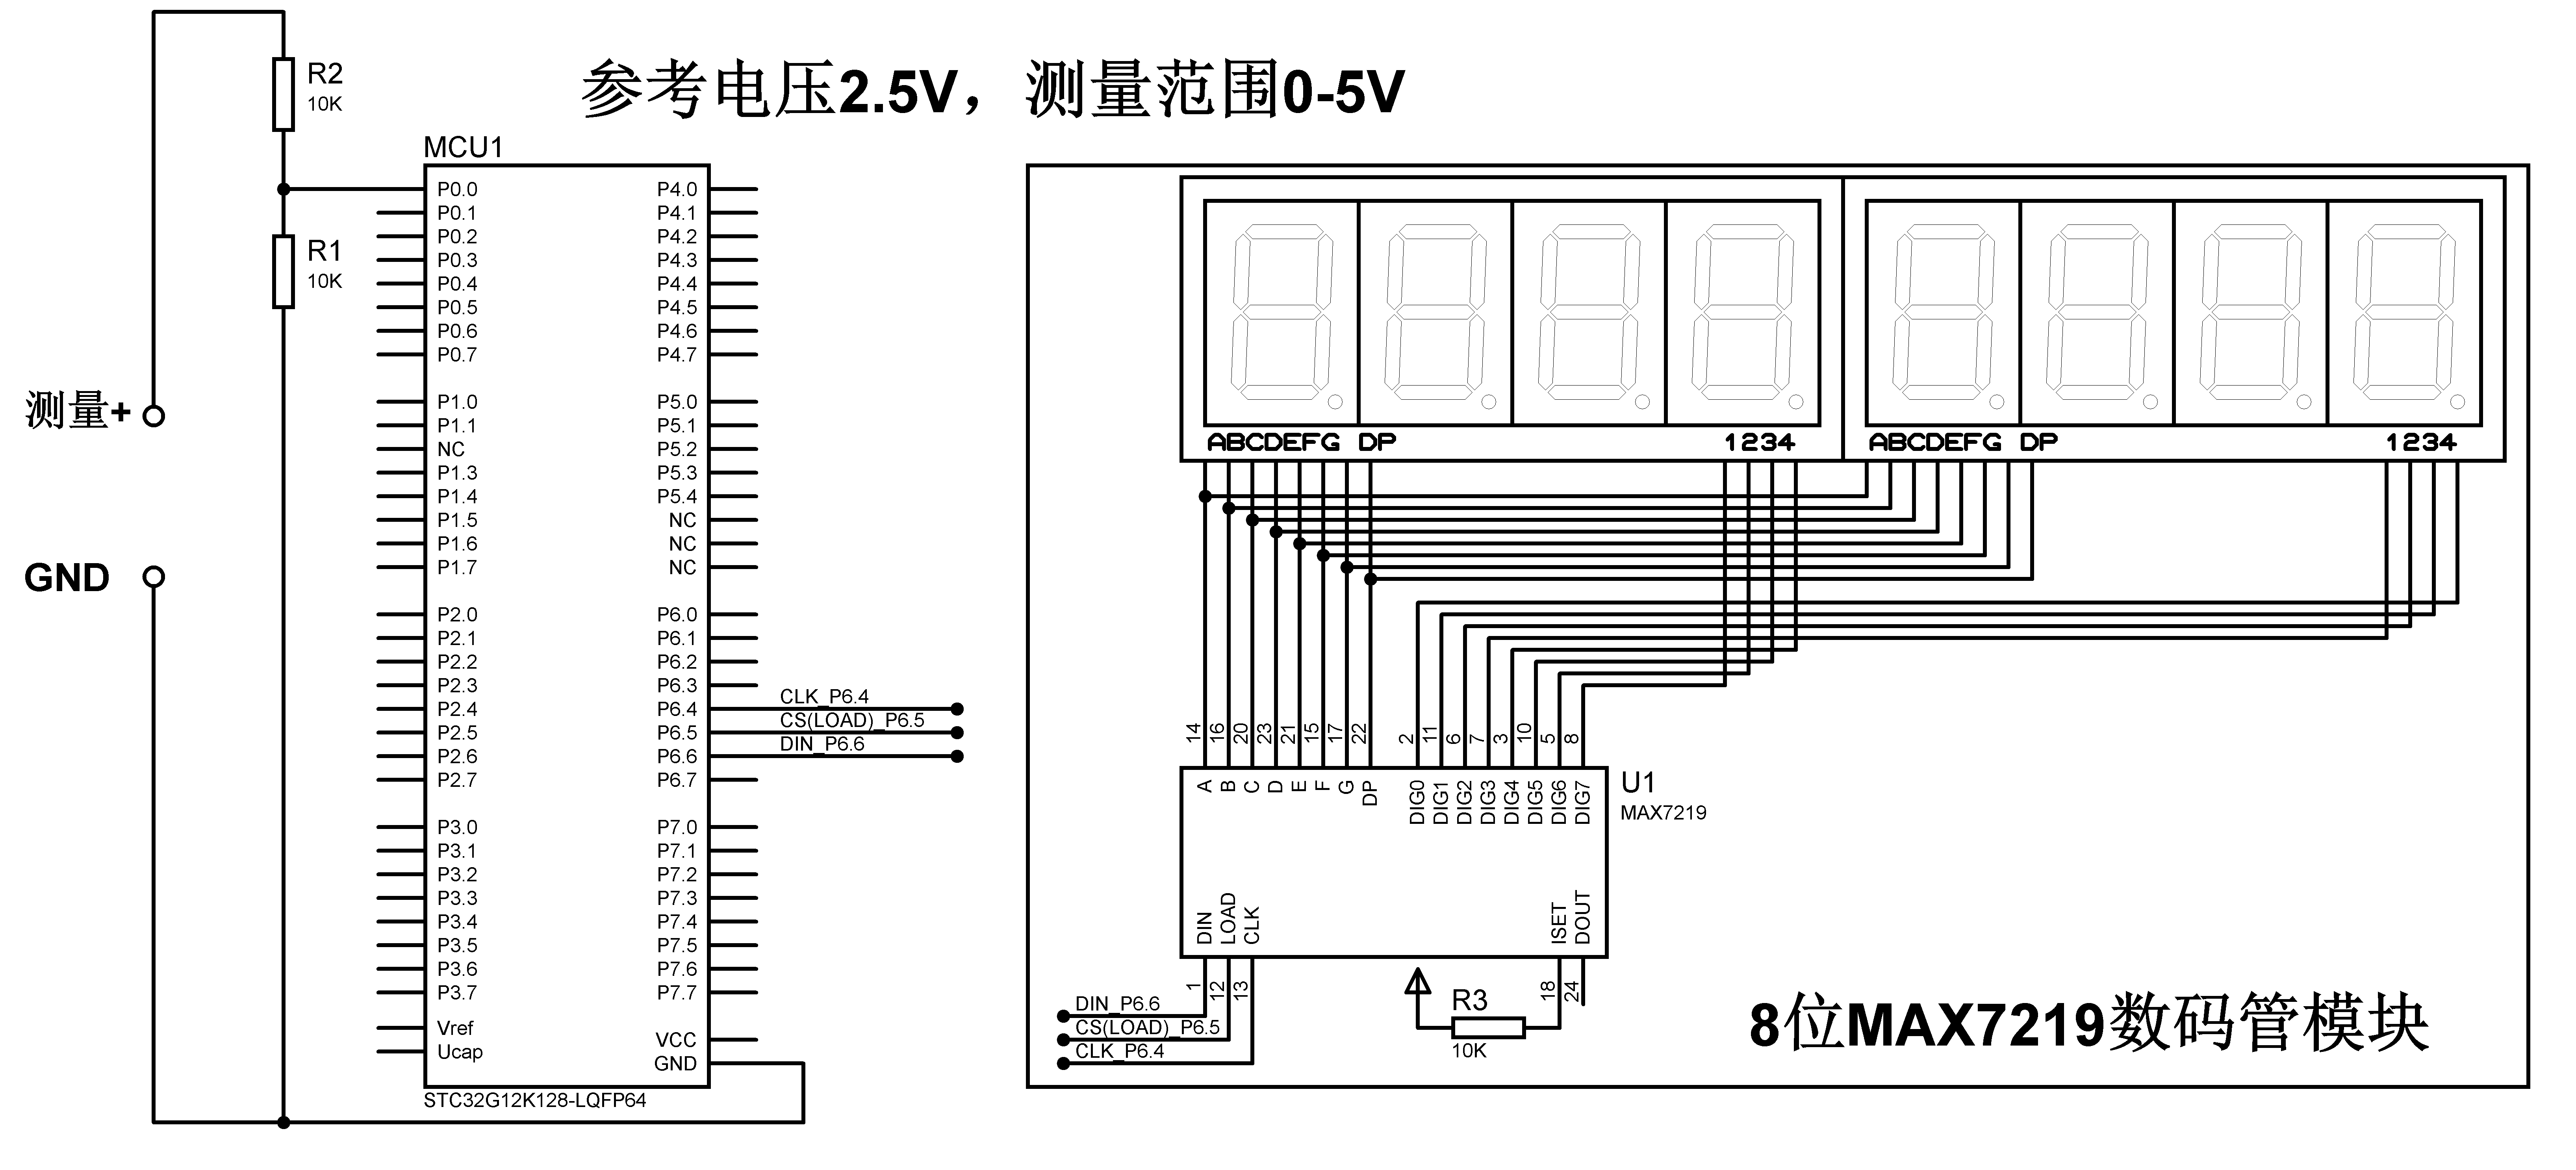 参考电压2.5V，测量范围0-5V
R2
10K
R1
10K
测量+
GND
MCU1
P0.0 P4.0
P0.1 P4.1
P0.2 P4.2
P0.3 P4.3
P0.4 P4.4
P0.5 P4.5
P0.6 P4.6
P0.7 P4.7
P1.0 P5.0
P1.1 P5.1
NC P5.2
P1.3 P5.3
P1.4 P5.4
P1.5 NC
P1.6 NC
P1.7 NC
P2.0 P6.0
P2.1 P6.1
P2.2 P6.2
P2.3 P6.3
P2.4 P6.4
P2.5 P6.5
P2.6 P6.6
P2.7 P6.7
P3.0 P7.0
P3.1 P7.1
P3.2 P7.2
P3.3 P7.3
P3.4 P7.4
P3.5 P7.5
P3.6 P7.6
P3.7 P7.7
Vref VCC
Ucap GND
STC32G12K128-LQFP64
CLK_P6.4
CS(LOAD)_P6.5
DIN_P6.6
ABCDEFG DP 1234
ABCDEFG DP 1234
14 16 20 23 21 15 17 22 2 11 6 7 3 10 5 8
A B C D E F G DP DIG0 DIG1 DIG2 DIG3 DIG4 DIG5 DIG6 DIG7
U1
MAX7219
DIN LOAD CLK ISET DOUT
1 12 13 18 24
DIN_P6.6
CS(LOAD)_P6.5
CLK_P6.4
R3
10K
8位MAX7219数码管模块